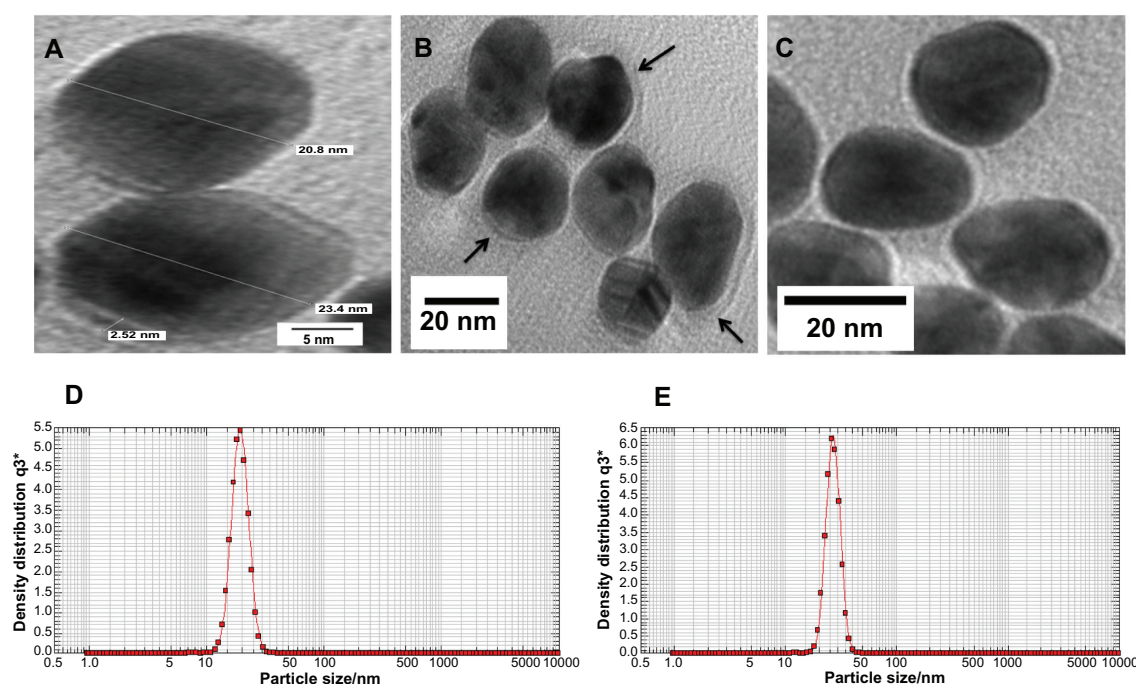 A
20.8 nm
23.4 nm
2.52 nm
5 nm
B
20 nm
C
20 nm
D
Density distribution q3*
5.5
5.0
4.5
4.0
3.5
3.0
2.5
2.0
1.5
1.0
0.5
0.0
0.5 1.0 5 10 50 100 500 1000 5000 10000
Particle size/nm
E
Density distribution q3*
6.5
6.0
5.5
5.0
4.5
4.0
3.5
3.0
2.5
2.0
1.5
1.0
0.5
0.0
0.5 1.0 5 10 50 100 500 1000 5000 10000
Particle size/nm